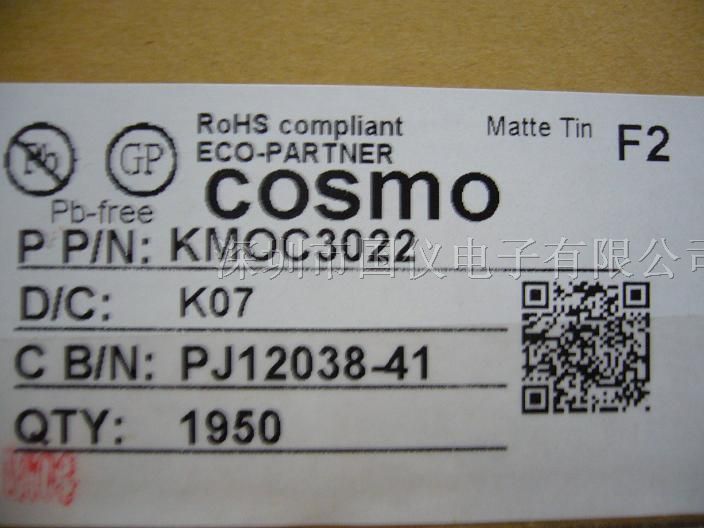 RoHS compliant
Matte Tin
F2
ECO-PARTNER
Pb
GP
cosmo
Pb-free
P P/N: KMOC3022
深圳市国仪电子有限公司
D/C: K07
C B/N: PJ12038-41
QTY: 1950